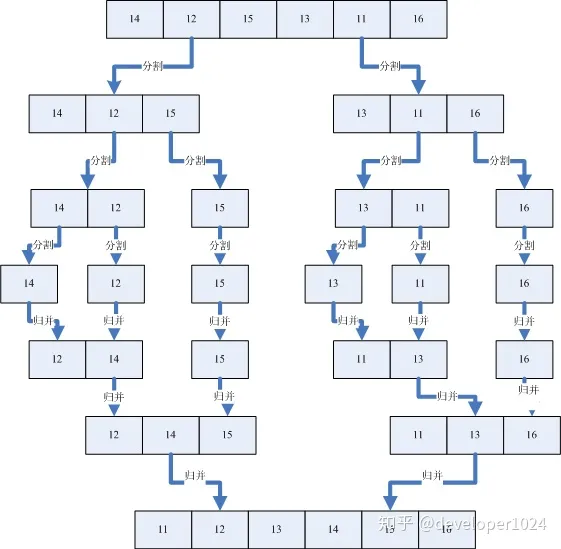 14 12 15 13 11 16
分割 分割
14 12 15 13 11 16
分割 分割 分割 分割
14 12 15 13 11 16
分割 分割 分割 分割 分割 分割
14 12 15 13 11 16
归并 归并 归并 归并 归并 归并
12 14 15 11 13 16
归并 归并 归并 归并
12 14 15 11 13 16
归并 归并
11 12 13 14 15 16
知乎 @developer1024